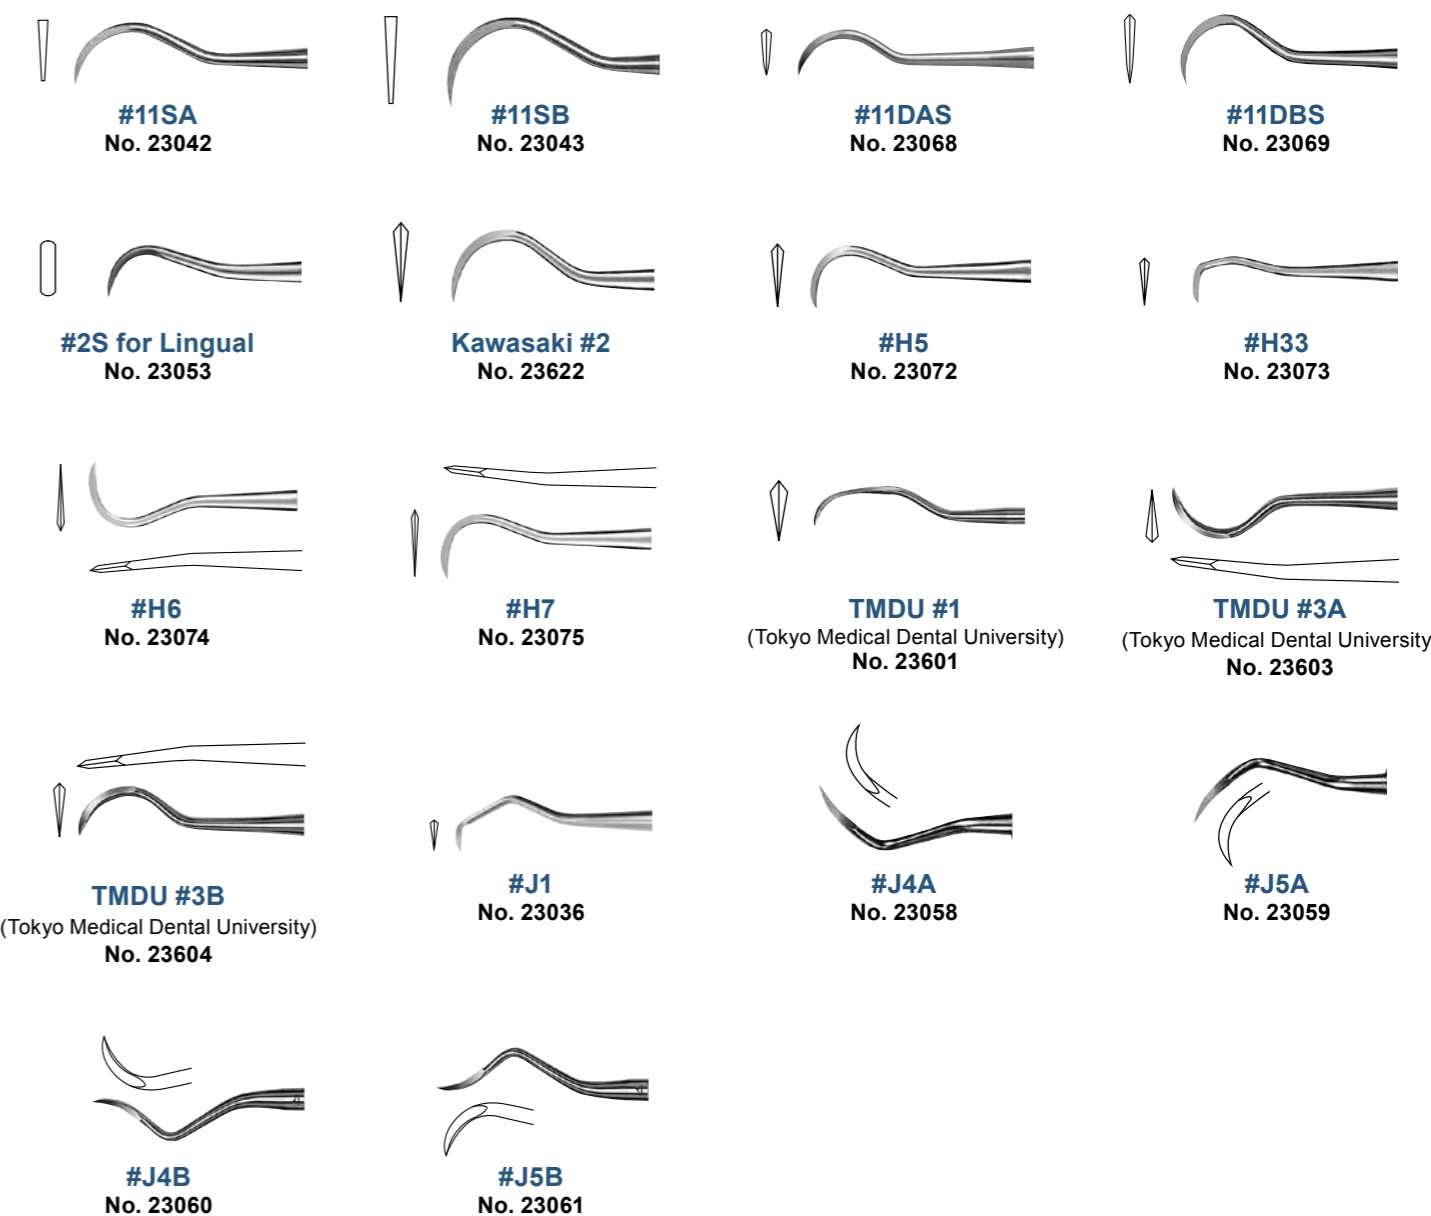 #11SA
No. 23042
#11SB
No. 23043
#11DAS
No. 23068
#11DBS
No. 23069
#2S for Lingual
No. 23053
Kawasaki #2
No. 23622
#H5
No. 23072
#H33
No. 23073
#H6
No. 23074
#H7
No. 23075
TMDU #1
(Tokyo Medical Dental University)
No. 23601
TMDU #3A
(Tokyo Medical Dental University
No. 23603
TMDU #3B
(Tokyo Medical Dental University)
No. 23604
#J1
No. 23036
#J4A
No. 23058
#J5A
No. 23059
#J4B
No. 23060
#J5B
No. 23061